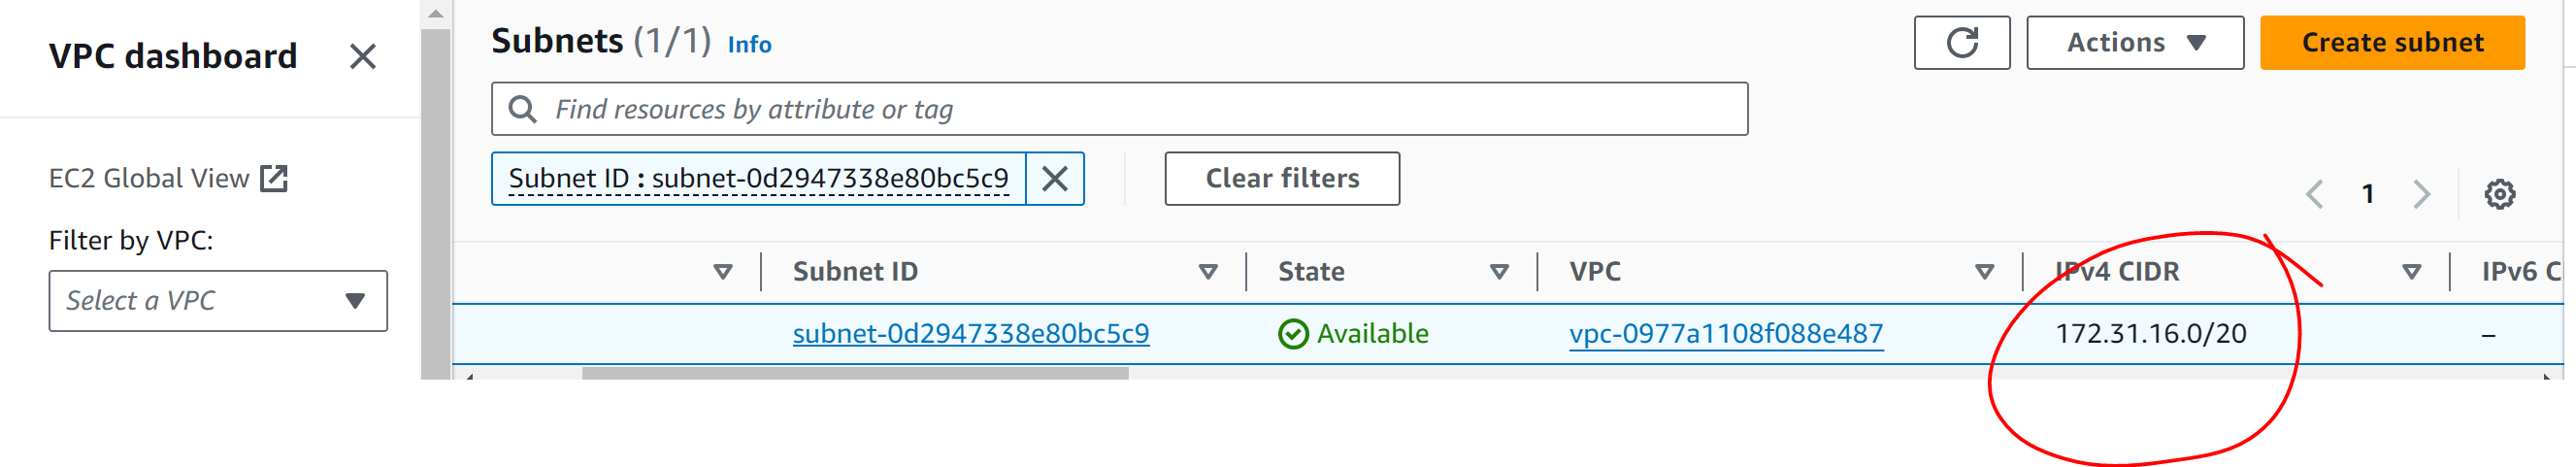 VPC dashboard
EC2 Global View
Filter by VPC:
Select a VPC
Subnets (1/1) Info
Actions
Create subnet
Find resources by attribute or tag
Subnet ID : subnet-0d2947338e80bc5c9
Clear filters
1
Subnet ID State VPC IPv4 CIDR IPv6 C
subnet-0d2947338e80bc5c9 Available vpc-0977a1108f088e487 172.31.16.0/20 –